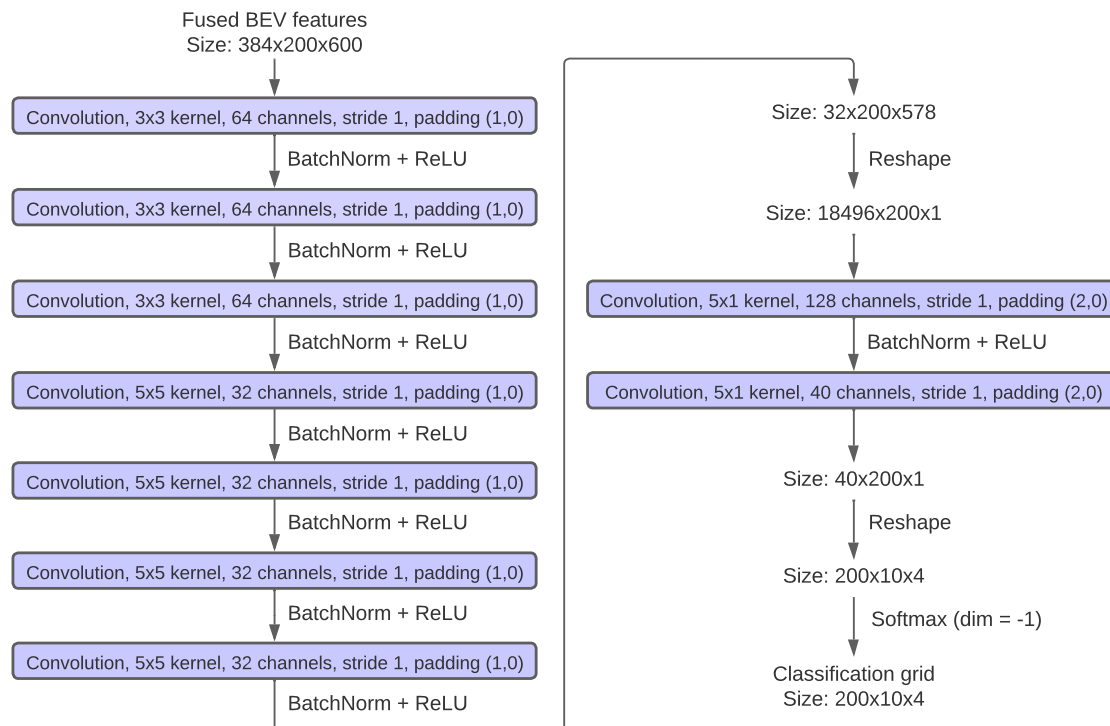 Fused BEV features
Size: 384x200x600
Convolution, 3x3 kernel, 64 channels, stride 1, padding (1,0)
BatchNorm + ReLU
Convolution, 3x3 kernel, 64 channels, stride 1, padding (1,0)
BatchNorm + ReLU
Convolution, 3x3 kernel, 64 channels, stride 1, padding (1,0)
BatchNorm + ReLU
Convolution, 5x5 kernel, 32 channels, stride 1, padding (1,0)
BatchNorm + ReLU
Convolution, 5x5 kernel, 32 channels, stride 1, padding (1,0)
BatchNorm + ReLU
Convolution, 5x5 kernel, 32 channels, stride 1, padding (1,0)
BatchNorm + ReLU
Convolution, 5x5 kernel, 32 channels, stride 1, padding (1,0)
BatchNorm + ReLU
Size: 32x200x578
Reshape
Size: 18496x200x1
Convolution, 5x1 kernel, 128 channels, stride 1, padding (2,0)
BatchNorm + ReLU
Convolution, 5x1 kernel, 40 channels, stride 1, padding (2,0)
Size: 40x200x1
Reshape
Size: 200x10x4
Softmax (dim = -1)
Classification grid
Size: 200x10x4